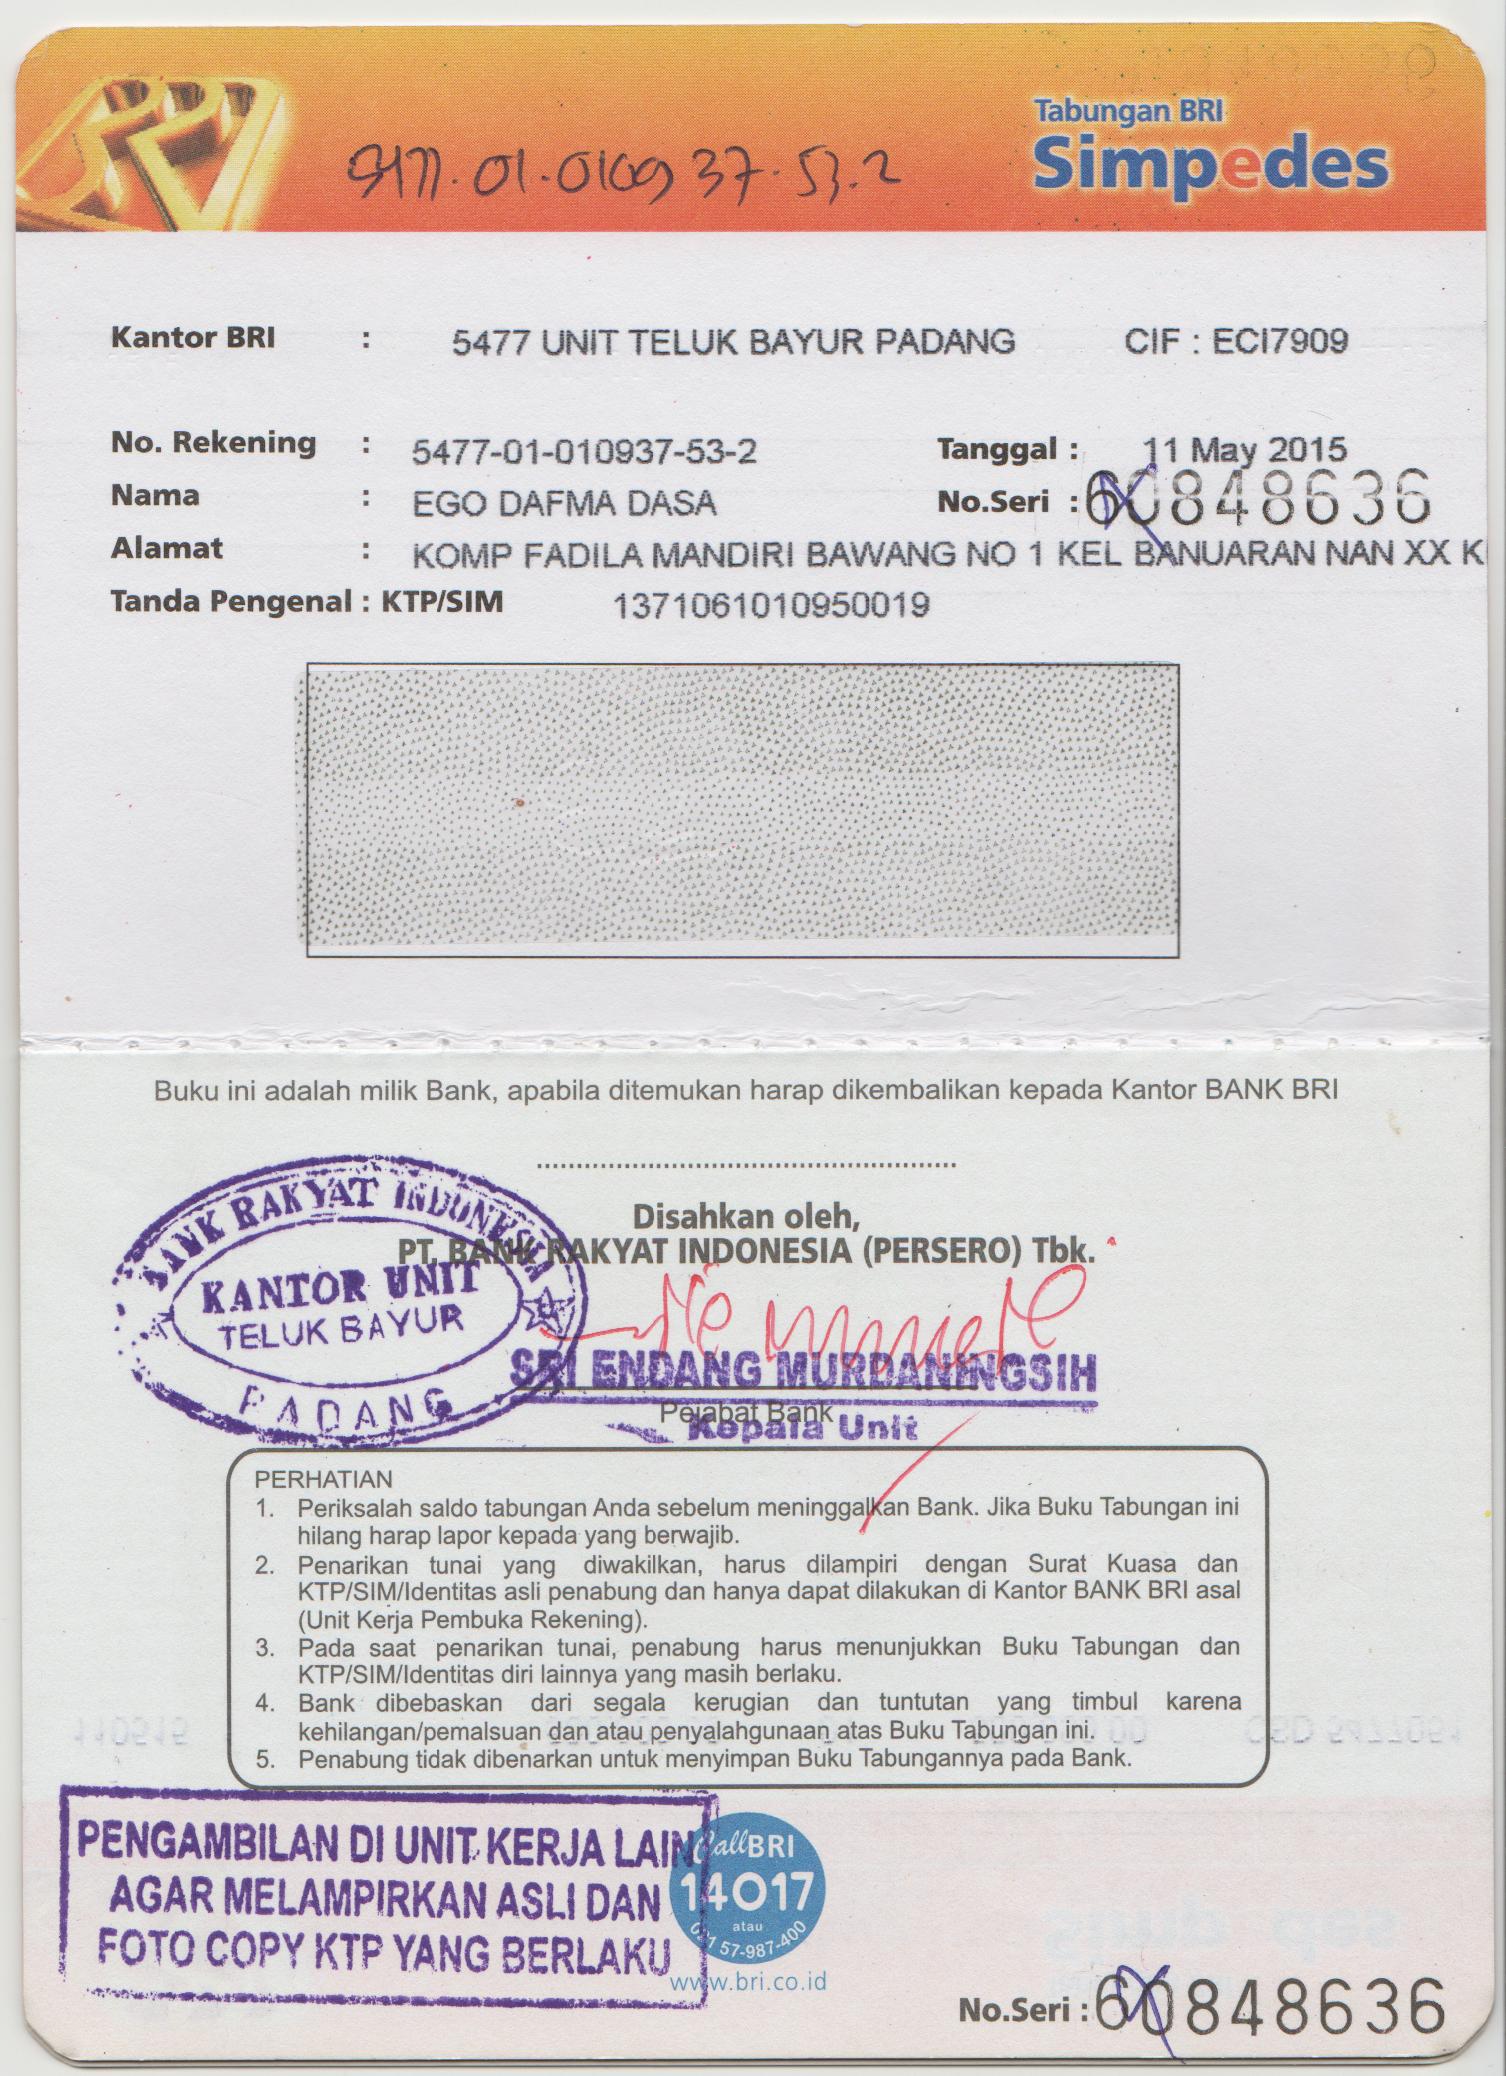 BRI
Tabungan BRI
Simpedes
5477.01.010937.53.2
Kantor BRI : 5477 UNIT TELUK BAYUR PADANG CIF : ECI7909
No. Rekening : 5477-01-010937-53-2 Tanggal : 11 May 2015
Nama : EGO DAFMA DASA No.Seri : 60848636
Alamat : KOMP FADILA MANDIRI BAWANG NO 1 KEL BANUARAN NAN XX
Tanda Pengenal : KTP/SIM 1371061010950019
Buku ini adalah milik Bank, apabila ditemukan harap dikembalikan kepada Kantor BANK BRI
Disahkan oleh,
PT. BANK RAKYAT INDONESIA (PERSERO) Tbk.
BANK RAKYAT INDONESIA
KANTOR UNIT
TELUK BAYUR
PADANG
SRI ENDANG MURDANINGSIH
Pejabat Bank
Kepala Unit
PERHATIAN
1. Periksalah saldo tabungan Anda sebelum meninggalkan Bank. Jika Buku Tabungan ini
hilang harap lapor kepada yang berwajib.
2. Penarikan tunai yang diwakilkan, harus dilampiri dengan Surat Kuasa dan
KTP/SIM/Identitas asli penabung dan hanya dapat dilakukan di Kantor BANK BRI asal
(Unit Kerja Pembuka Rekening).
3. Pada saat penarikan tunai, penabung harus menunjukkan Buku Tabungan dan
KTP/SIM/Identitas diri lainnya yang masih berlaku.
4. Bank dibebaskan dari segala kerugian dan tuntutan yang timbul karena
kehilangan/pemalsuan dan atau penyalahgunaan atas Buku Tabungan ini.
5. Penabung tidak dibenarkan untuk menyimpan Buku Tabungannya pada Bank.
PENGAMBILAN DI UNIT KERJA LAIN
AGAR MELAMPIRKAN ASLI DAN
FOTO COPY KTP YANG BERLAKU
CallBRI
14017
atau
021 57-987-400
www.bri.co.id
No.Seri : 60848636